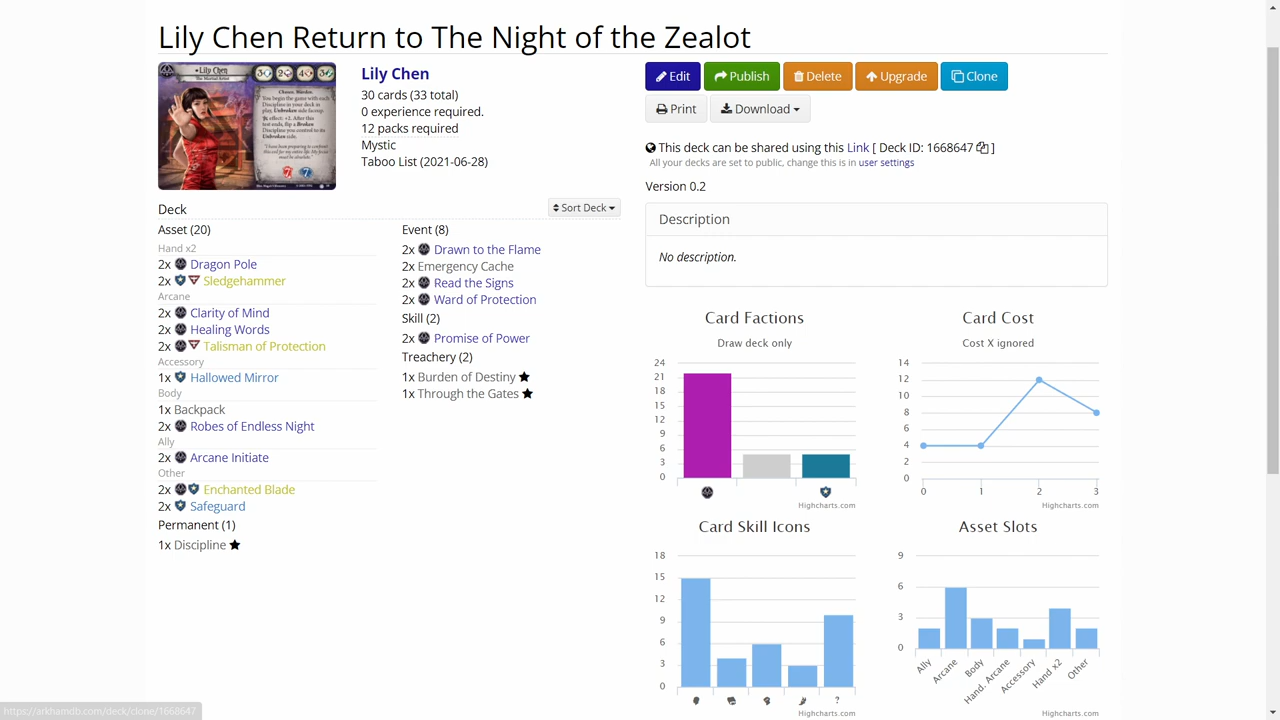 Lily Chen Return to The Night of the Zealot
Lily Chen
The Martial Artist
3 2 4 3
Lily Chen
30 cards (33 total)
0 experience required.
12 packs required
Mystic
Taboo List (2021-06-28)
Edit
Publish
Delete
Upgrade
Clone
Print
Download
This deck can be shared using this Link [ Deck ID: 1668647 ]
All your decks are set to public, change this is in user settings
Version 0.2
Description
No description.
Deck
Sort Deck
Asset (20)
Hand x2
2x Dragon Pole
2x Sledgehammer
Arcane
2x Clarity of Mind
2x Healing Words
2x Talisman of Protection
Accessory
1x Hallowed Mirror
Body
1x Backpack
2x Robes of Endless Night
Ally
2x Arcane Initiate
Other
2x Enchanted Blade
2x Safeguard
Permanent (1)
1x Discipline
Event (8)
2x Drawn to the Flame
2x Emergency Cache
2x Read the Signs
2x Ward of Protection
Skill (2)
2x Promise of Power
Treachery (2)
1x Burden of Destiny
1x Through the Gates
Card Factions
Draw deck only
24
21
18
15
12
9
6
3
0
Highcharts.com
Card Cost
Cost X ignored
14
12
10
8
6
4
2
0
0 1 2 3
Highcharts.com
Card Skill Icons
18
15
12
9
6
3
0
?
Highcharts.com
Asset Slots
9
6
3
0
Ally
Arcane
Body
Hand. Arcane
Accessory
Hand x2
Other
Highcharts.com
https://arkhamdb.com/deck/clone/1668647